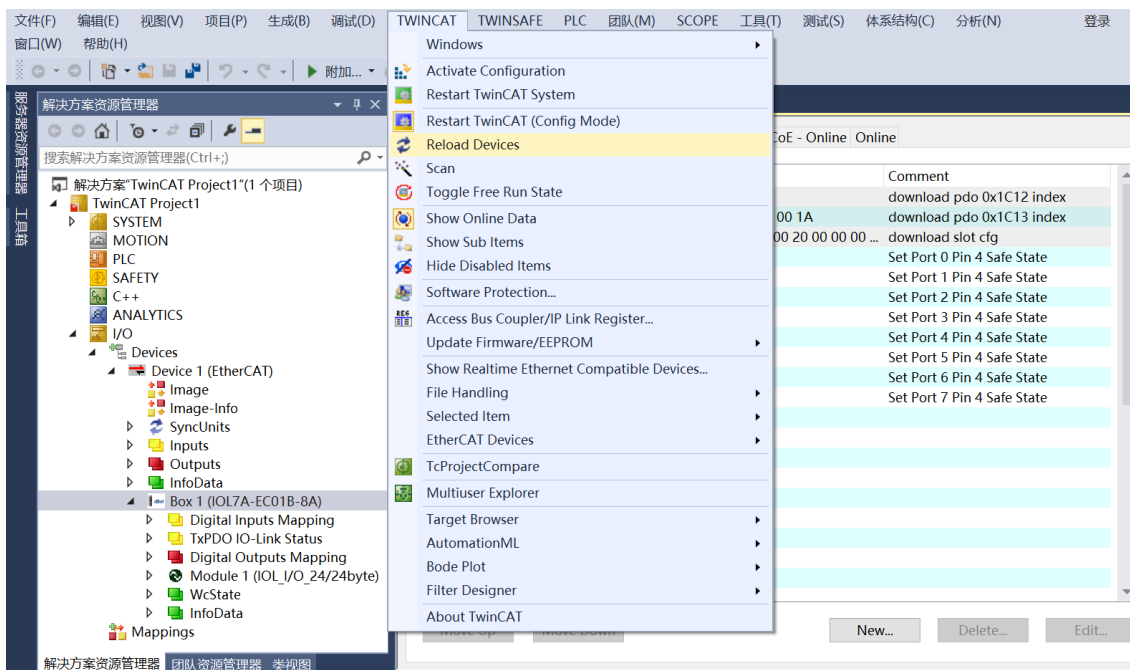 文件(F) 编辑(E) 视图(V) 项目(P) 生成(B) 调试(D) TWINCAT TWINSAFE PLC 团队(M) SCOPE 工具(T) 测试(S) 体系结构(C) 分析(N) 登录
窗口(W) 帮助(H)
附加...
服务器资源管理器
工具箱
解决方案资源管理器
搜索解决方案资源管理器(Ctrl+;)
解决方案"TwinCAT Project1"(1 个项目)
TwinCAT Project1
SYSTEM
MOTION
PLC
SAFETY
C++
ANALYTICS
I/O
Devices
Device 1 (EtherCAT)
Image
Image-Info
SyncUnits
Inputs
Outputs
InfoData
Box 1 (IOL7A-EC01B-8A)
Digital Inputs Mapping
TxPDO IO-Link Status
Digital Outputs Mapping
Module 1 (IOL_I/O_24/24byte)
WcState
InfoData
Mappings
解决方案资源管理器 团队资源管理器 类视图
Windows
Activate Configuration
Restart TwinCAT System
Restart TwinCAT (Config Mode)
Reload Devices
Scan
Toggle Free Run State
Show Online Data
Show Sub Items
Hide Disabled Items
Software Protection...
Access Bus Coupler/IP Link Register...
Update Firmware/EEPROM
Show Realtime Ethernet Compatible Devices...
File Handling
Selected Item
EtherCAT Devices
TcProjectCompare
Multiuser Explorer
Target Browser
AutomationML
Bode Plot
Filter Designer
About TwinCAT
CoE - Online Online
Comment
download pdo 0x1C12 index
00 1A download pdo 0x1C13 index
00 20 00 00 00 ... download slot cfg
Set Port 0 Pin 4 Safe State
Set Port 1 Pin 4 Safe State
Set Port 2 Pin 4 Safe State
Set Port 3 Pin 4 Safe State
Set Port 4 Pin 4 Safe State
Set Port 5 Pin 4 Safe State
Set Port 6 Pin 4 Safe State
Set Port 7 Pin 4 Safe State
Move Up Move Down New... Delete... Edit...